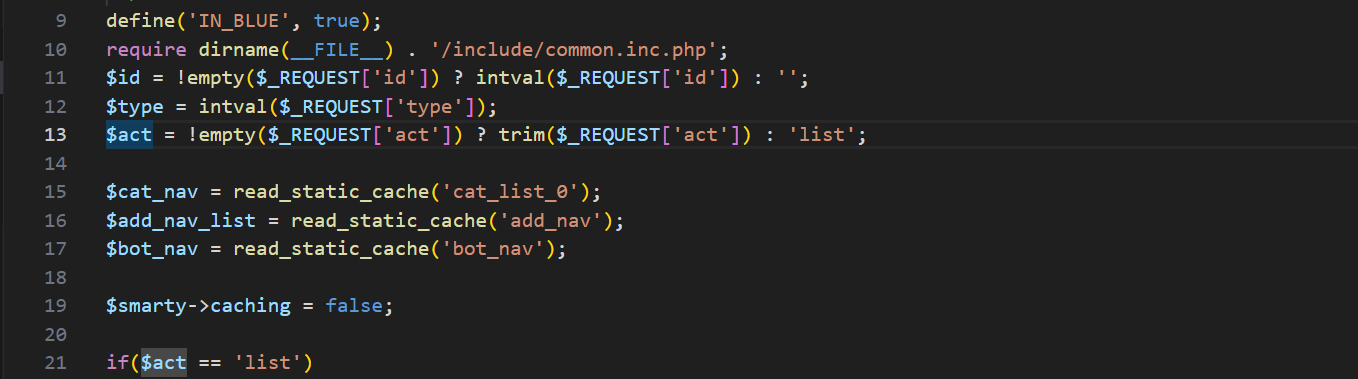 9 define('IN_BLUE', true);
10 require dirname(__FILE__) . '/include/common.inc.php';
11 $id = !empty($_REQUEST['id']) ? intval($_REQUEST['id']) : '';
12 $type = intval($_REQUEST['type']);
13 $act = !empty($_REQUEST['act']) ? trim($_REQUEST['act']) : 'list';
14
15 $cat_nav = read_static_cache('cat_list_0');
16 $add_nav_list = read_static_cache('add_nav');
17 $bot_nav = read_static_cache('bot_nav');
18
19 $smarty->caching = false;
20
21 if($act == 'list')